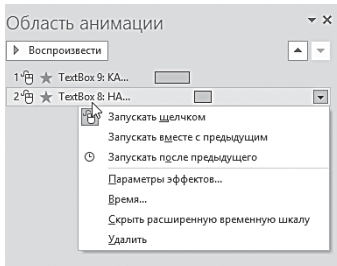 Область анимации
Воспроизвести
1 TextBox 9: КА...
2 TextBox 8: НА...
Запускать щелчком
Запускать вместе с предыдущим
Запускать после предыдущего
Параметры эффектов...
Время...
Скрыть расширенную временную шкалу
Удалить